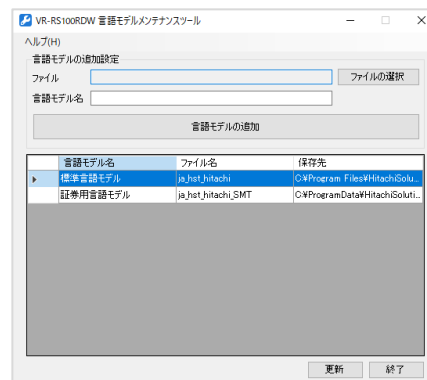 VR-RS100RDW 言語モデルメンテナンスツール
ヘルプ(H)
言語モデルの追加設定
ファイル ファイルの選択
言語モデル名
言語モデルの追加
言語モデル名 ファイル名 保存先
標準言語モデル ja_hst_hitachi C:¥Program Files¥HitachiSolu...
証券用言語モデル ja_hst_hitachi_SMT C:¥ProgramData¥HitachiSoluti...
更新 終了